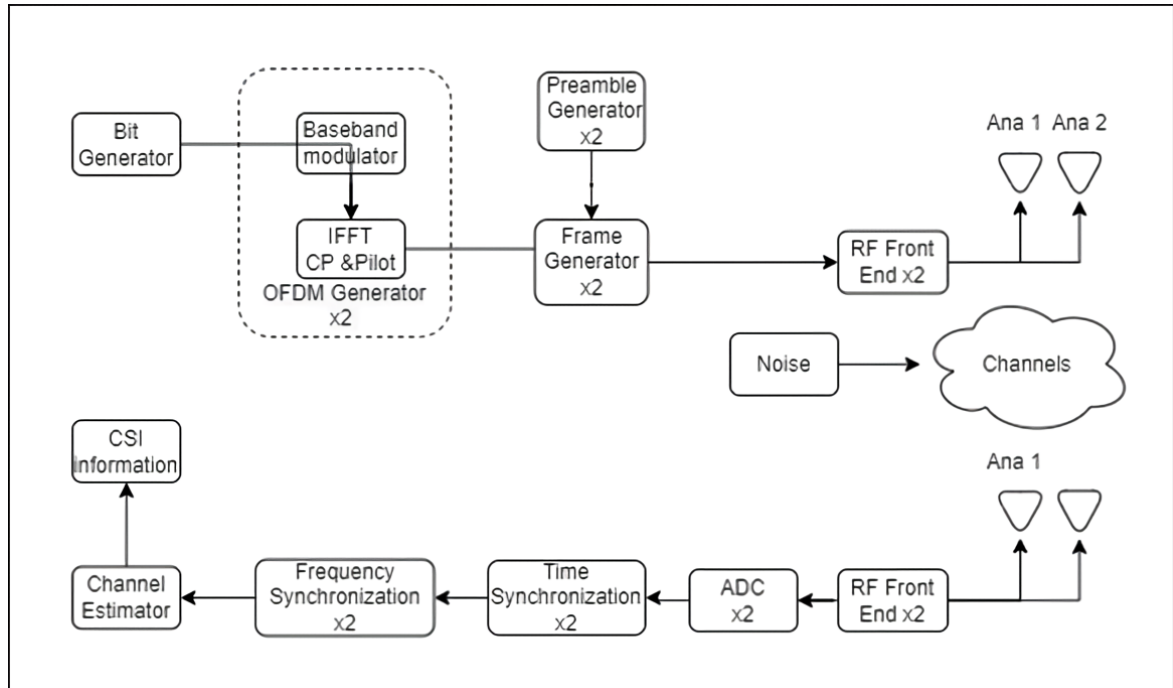 Preamble
Generator
x2
Ana 1 Ana 2
Bit
Generator
Baseband
modulator
IFFT
CP &Pilot
OFDM Generator
x2
Frame
Generator
x2
RF Front
End x2
Noise
Channels
CSI
information
Ana 1
Channel
Estimator
Frequency
Synchronization
x2
Time
Synchronization
x2
ADC
x2
RF Front
End x2